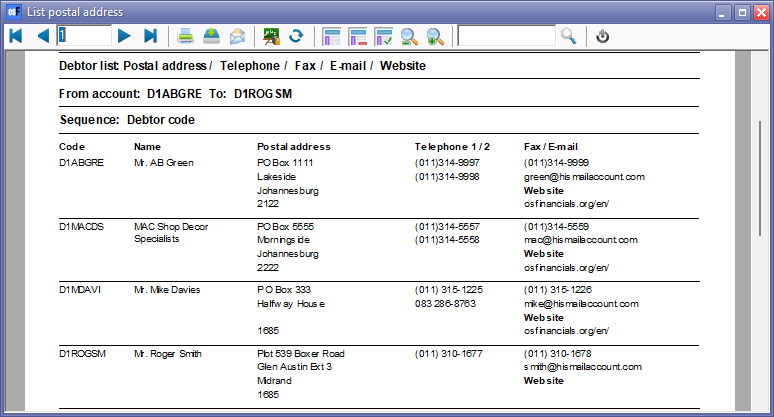 List postal address
1
Debtor list: Postal address / Telephone / Fax / E-mail / Website
From account: D1ABGRE To: D1ROGSM
Sequence: Debtor code
Code Name Postal address Telephone 1 / 2 Fax / E-mail
D1ABGRE Mr. AB Green PO Box 1111 (011)314-9997 (011)314-9999
Lakeside (011)314-9998 green@hismailaccount.com
Johannesburg Website
2122 osfinancials.org/en/
D1MACDS MAC Shop Decor PO Box 5555 (011)314-5557 (011)314-5559
Specialists Morningside (011)314-5558 mac@hismailaccount.com
Johannesburg Website
2222 osfinancials.org/en/
D1MDAVI Mr. Mike Davies P O Box 333 (011) 315-1225 (011) 315-1226
Halfway House 083 286-8763 mike@hismailaccount.com
Website
1685 osfinancials.org/en/
D1ROGSM Mr. Roger Smith Plot 539 Boxer Road (011) 310-1677 (011) 310-1678
Glen Austin Ext 3 smith@hismailaccount.com
Midrand Website
1685